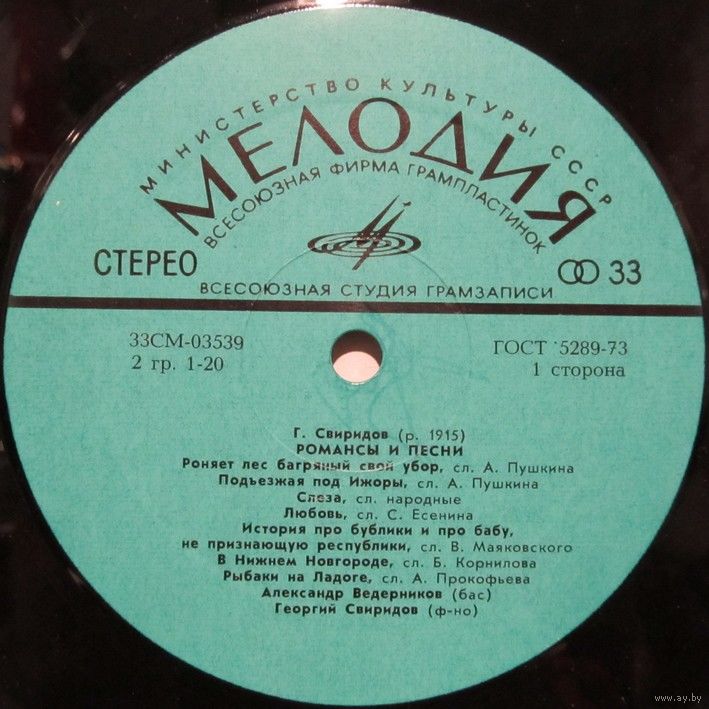 МИНИСТЕРСТВО КУЛЬТУРЫ СССР
МЕЛОДИЯ
ВСЕСОЮЗНАЯ ФИРМА ГРАМПЛАСТИНОК
СТЕРЕО
33
ВСЕСОЮЗНАЯ СТУДИЯ ГРАМЗАПИСИ
33СМ-03539
ГОСТ 5289-73
2 гр. 1-20
1 сторона
Г. Свиридов (р. 1915)
РОМАНСЫ И ПЕСНИ
Роняет лес багряный свой убор, сл. А. Пушкина
Подъезжая под Ижоры, сл. А. Пушкина
Слеза, сл. народные
Любовь, сл. С. Есенина
История про бублики и про бабу,
не признающую республики, сл. В. Маяковского
В Нижнем Новгороде, сл. Б. Корнилова
Рыбаки на Ладоге, сл. А. Прокофьева
Александр Ведерников (бас)
Георгий Свиридов (ф-но)
www.ay.by